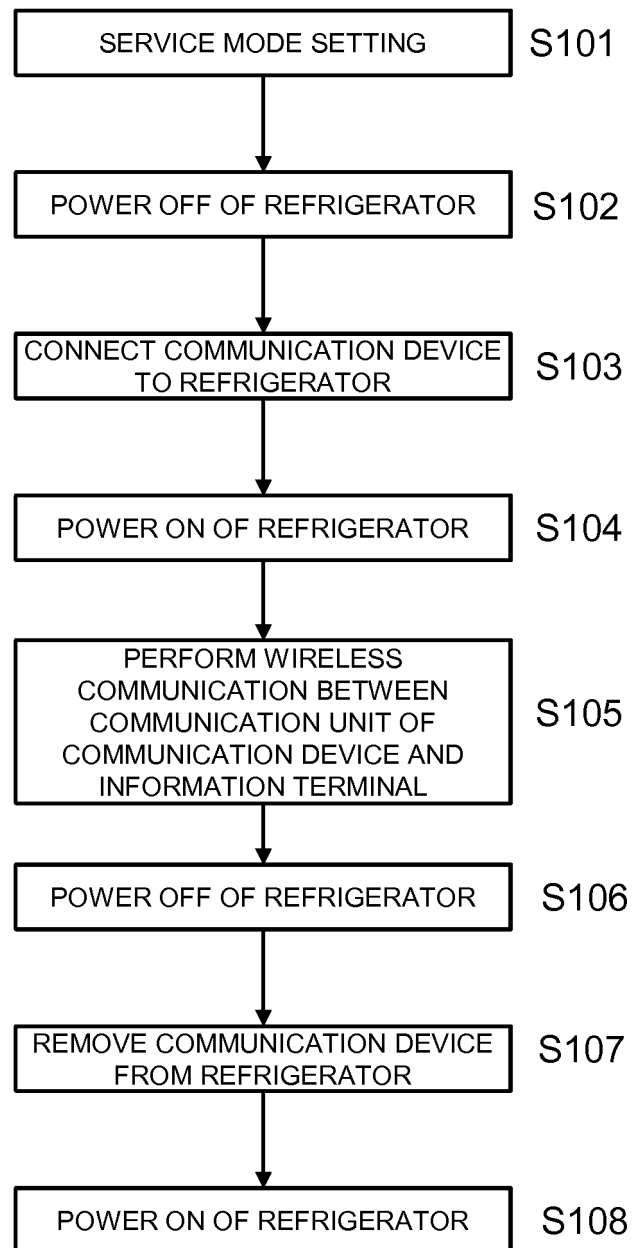 SERVICE MODE SETTING S101
POWER OFF OF REFRIGERATOR S102
CONNECT COMMUNICATION DEVICE
TO REFRIGERATOR
S103
POWER ON OF REFRIGERATOR S104
PERFORM WIRELESS
COMMUNICATION BETWEEN
COMMUNICATION UNIT OF
COMMUNICATION DEVICE AND
INFORMATION TERMINAL
S105
POWER OFF OF REFRIGERATOR S106
REMOVE COMMUNICATION DEVICE
FROM REFRIGERATOR
S107
POWER ON OF REFRIGERATOR S108